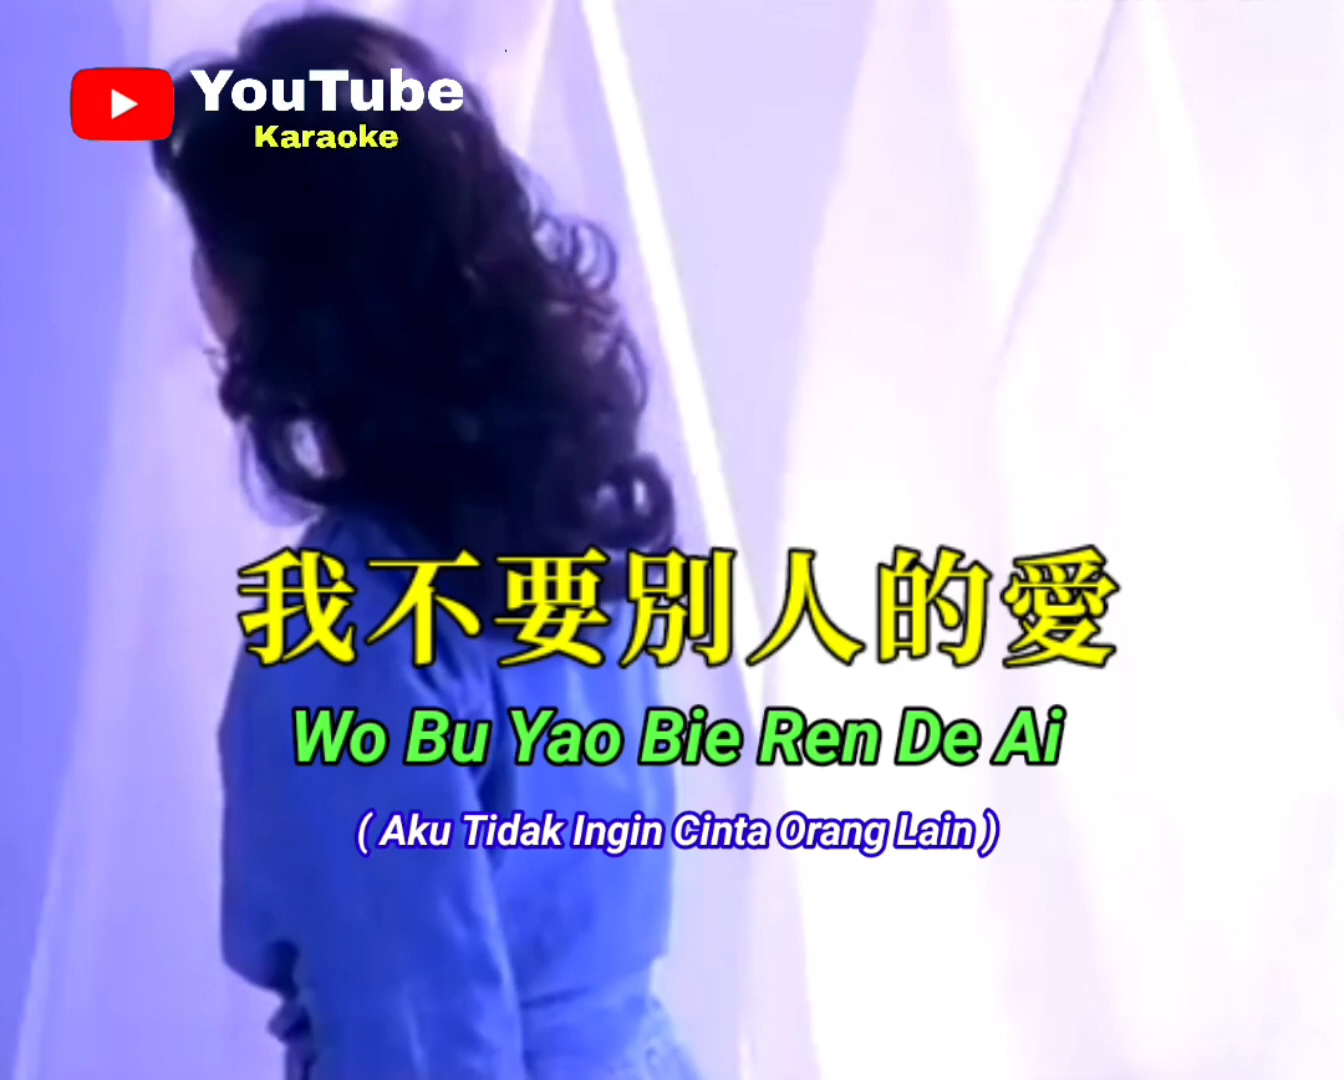 YouTube
Karaoke
我不要別人的愛
Wo Bu Yao Bie Ren De Ai
( Aku Tidak Ingin Cinta Orang Lain )